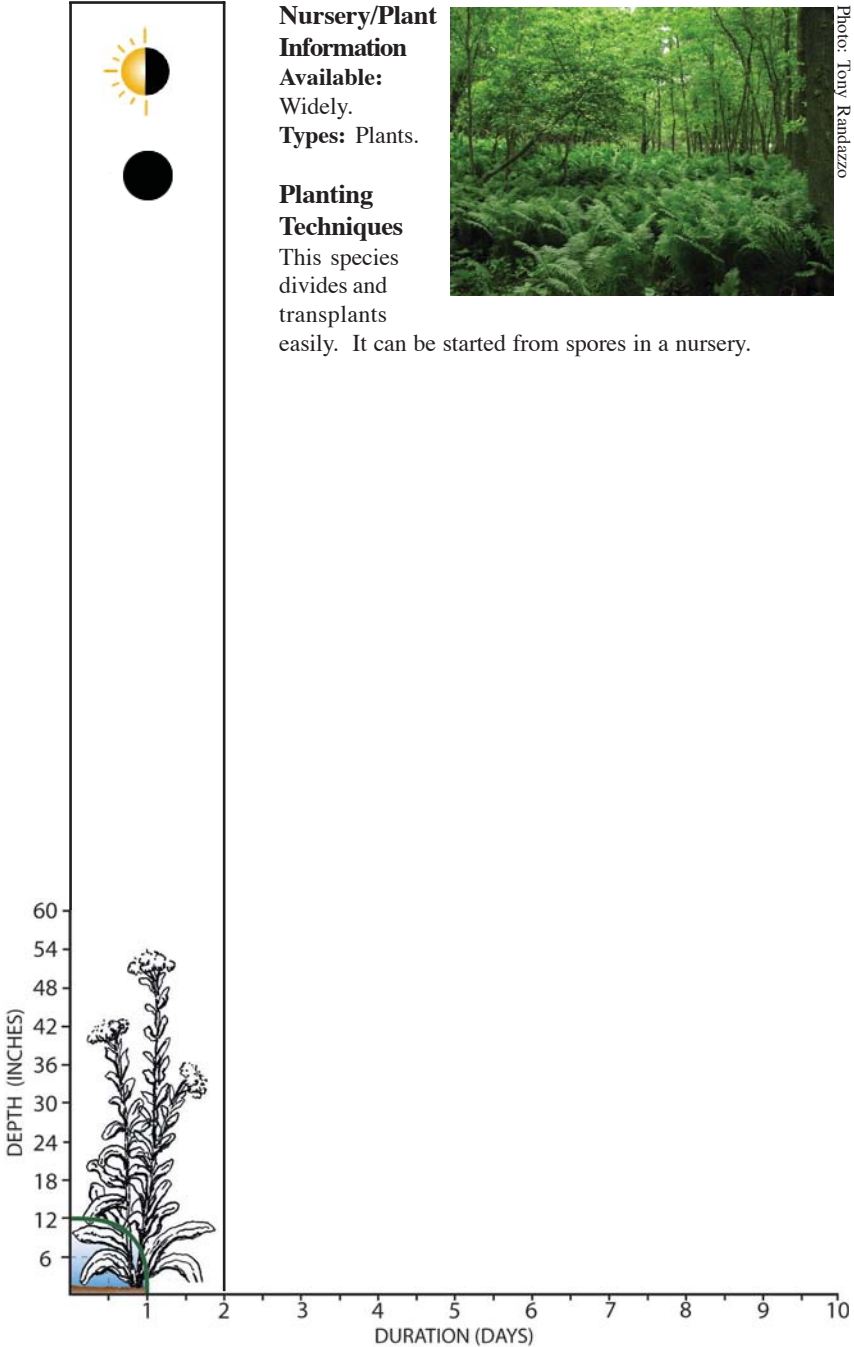 Nursery/Plant
Information
Available:
Widely.
Types: Plants.
Planting
Techniques
This species
divides and
transplants
easily. It can be started from spores in a nursery.
Photo: Tony Randazzo
60
54
48
42
36
30
24
18
12
6
DEPTH (INCHES)
1 2 3 4 5 6 7 8 9 10
DURATION (DAYS)